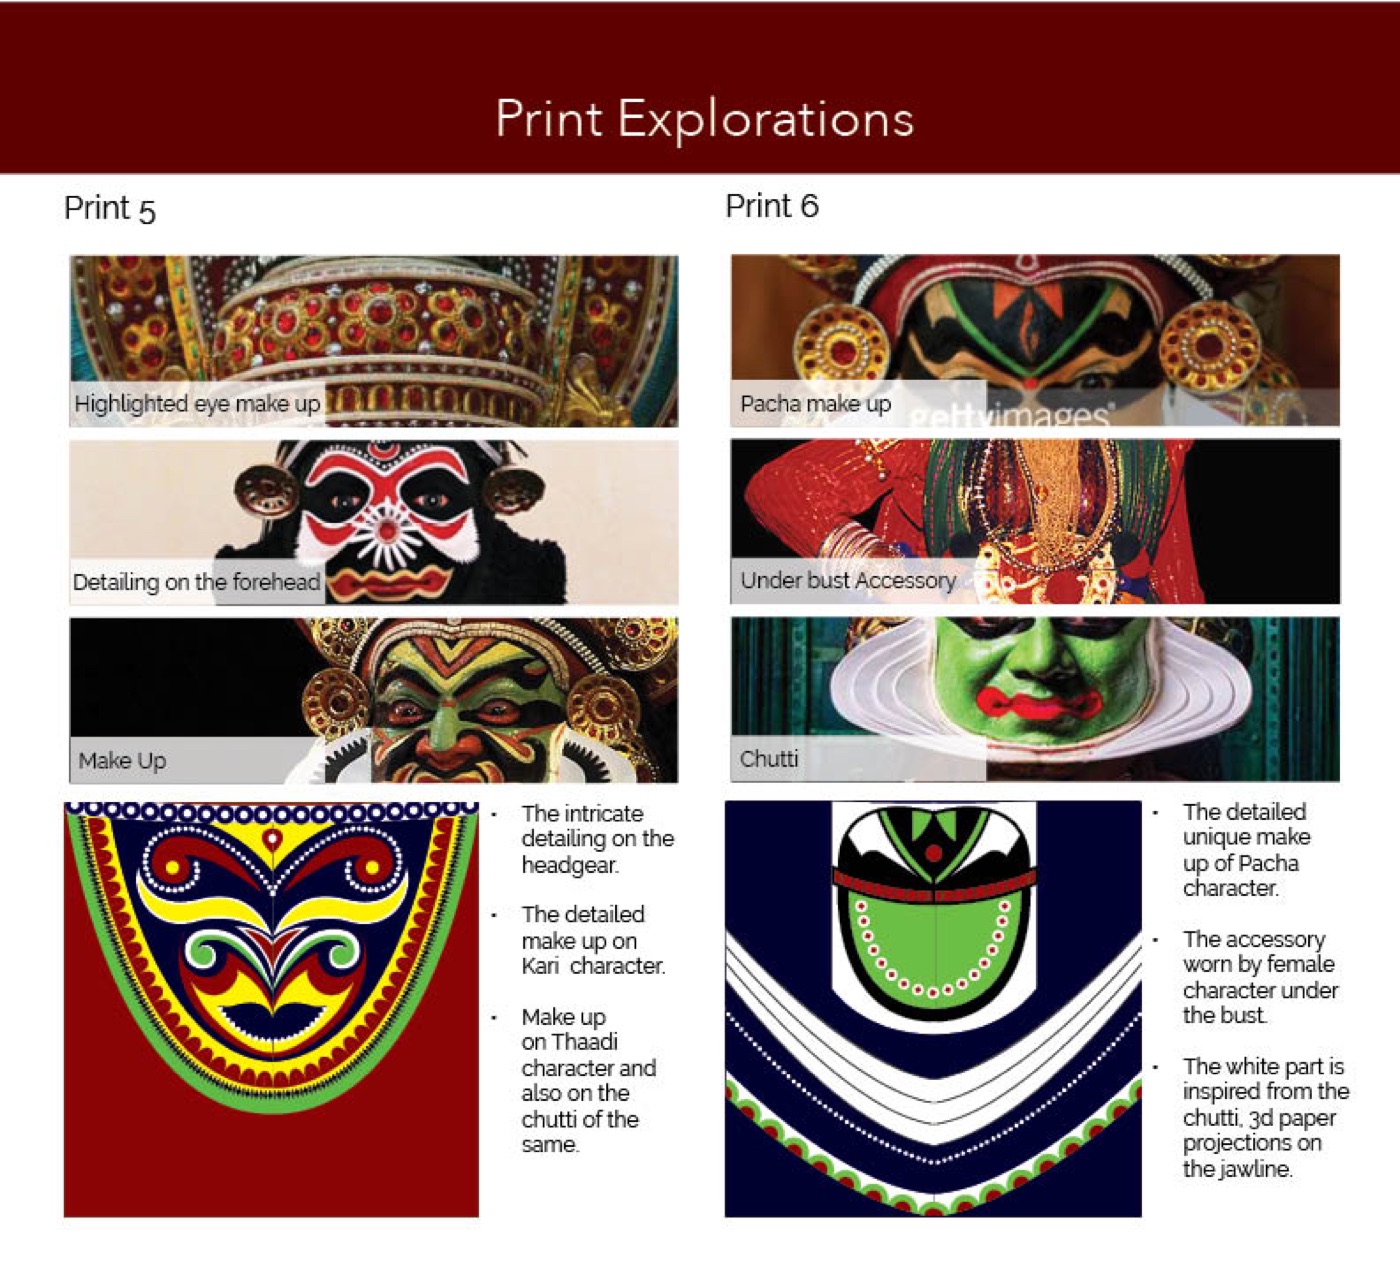 Print Explorations
Print 5
Highlighted eye make up
Detailing on the forehead
Make Up
• The intricate
detailing on the
headgear.
• The detailed
make up on
Kari character.
• Make up
on Thaadi
character and
also on the
chutti of the
same.
Print 6
Pacha make up
gettyimages®
Under bust Accessory
Chutti
• The detailed
unique make
up of Pacha
character.
• The accessory
worn by female
character under
the bust.
• The white part is
inspired from the
chutti, 3d paper
projections on
the jawline.